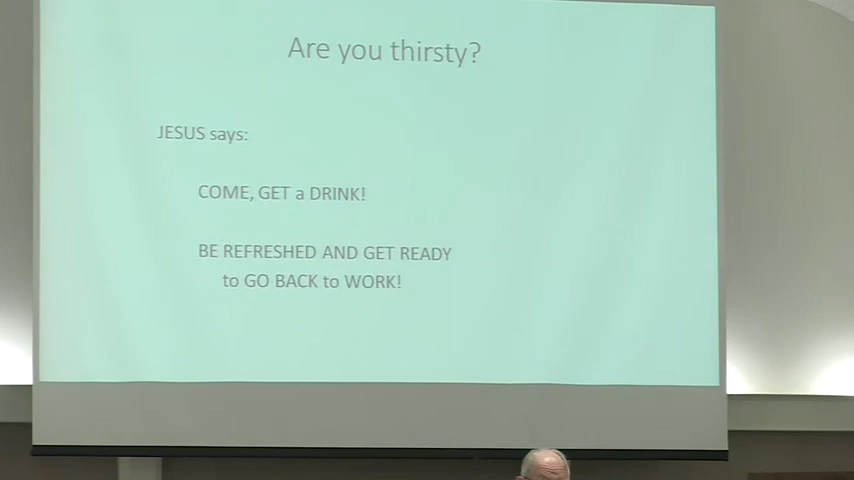 Are you thirsty?
JESUS says:
COME, GET a DRINK!
BE REFRESHED AND GET READY
to GO BACK to WORK!